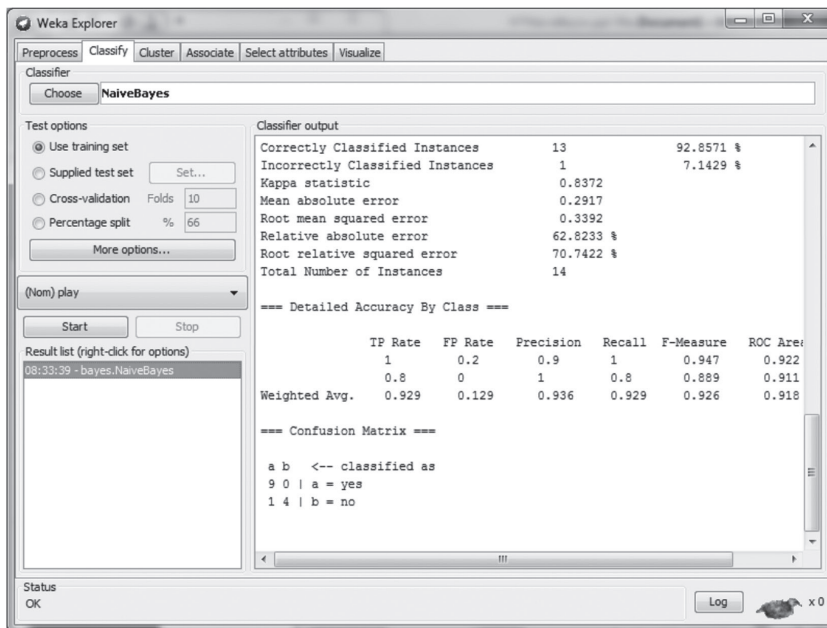 Weka Explorer
Preprocess Classify Cluster Associate Select attributes Visualize
Classifier
Choose NaiveBayes
Test options
Use training set
Supplied test set Set...
Cross-validation Folds 10
Percentage split % 66
More options...
(Nom) play
Start Stop
Result list (right-click for options)
08:33:39 - bayes.NaiveBayes
Classifier output
Correctly Classified Instances 13 92.8571 %
Incorrectly Classified Instances 1 7.1429 %
Kappa statistic 0.8372
Mean absolute error 0.2917
Root mean squared error 0.3392
Relative absolute error 62.8233 %
Root relative squared error 70.7422 %
Total Number of Instances 14
=== Detailed Accuracy By Class ===
TP Rate FP Rate Precision Recall F-Measure ROC Area
1 0.2 0.9 1 0.947 0.922
0.8 0 1 0.8 0.889 0.911
Weighted Avg. 0.929 0.129 0.936 0.929 0.926 0.918
=== Confusion Matrix ===
a b <-- classified as
9 0 | a = yes
1 4 | b = no
Status
OK
Log x 0